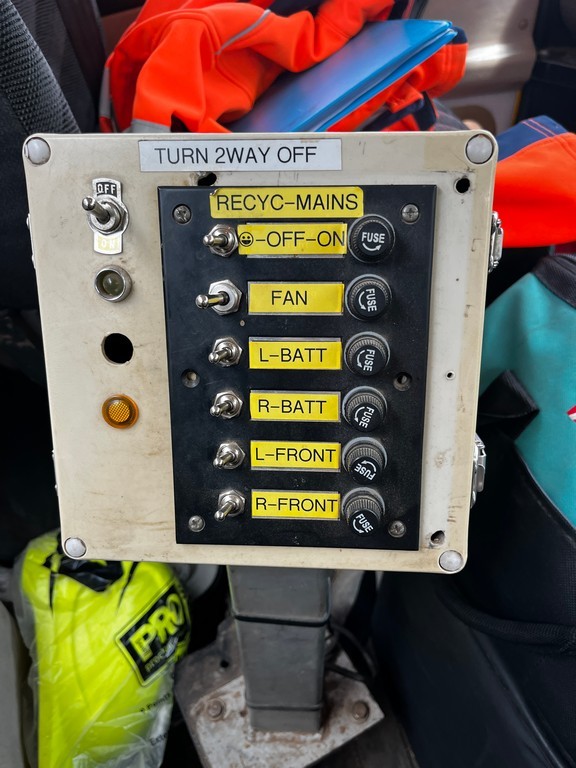 TURN 2WAY OFF
OFF
ON
RECYC-MAINS
😀-OFF-ON
FUSE
FAN
FUSE
L-BATT
FUSE
R-BATT
FUSE
L-FRONT
FUSE
R-FRONT
FUSE
PRO